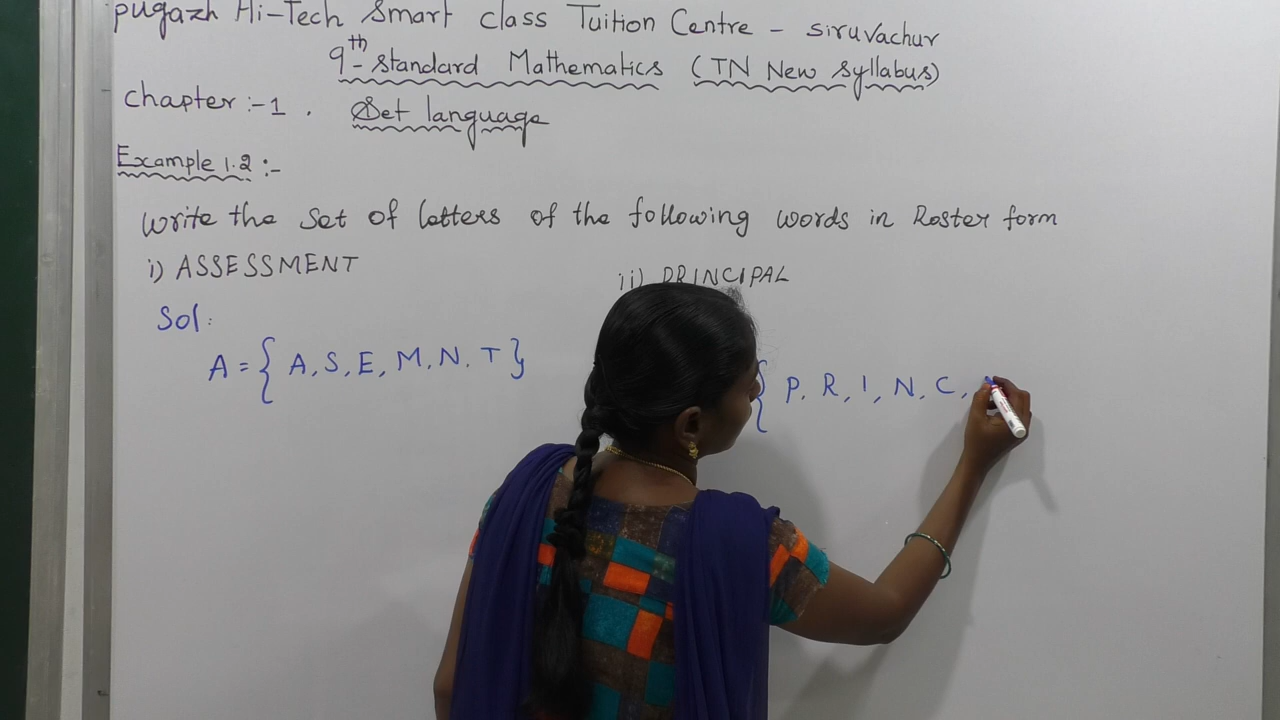 pugazh Hi-Tech Smart class Tuition Centre - siruvachur
9th standard Mathematics (TN New Syllabus)
chapter :- 1 . Set language
Example 1.2 :-
Write the Set of letters of the following words in Roster form
i) ASSESSMENT ii) PRINCIPAL
Sol:
A = { A, S, E, M, N, T } { P, R, I, N, C,